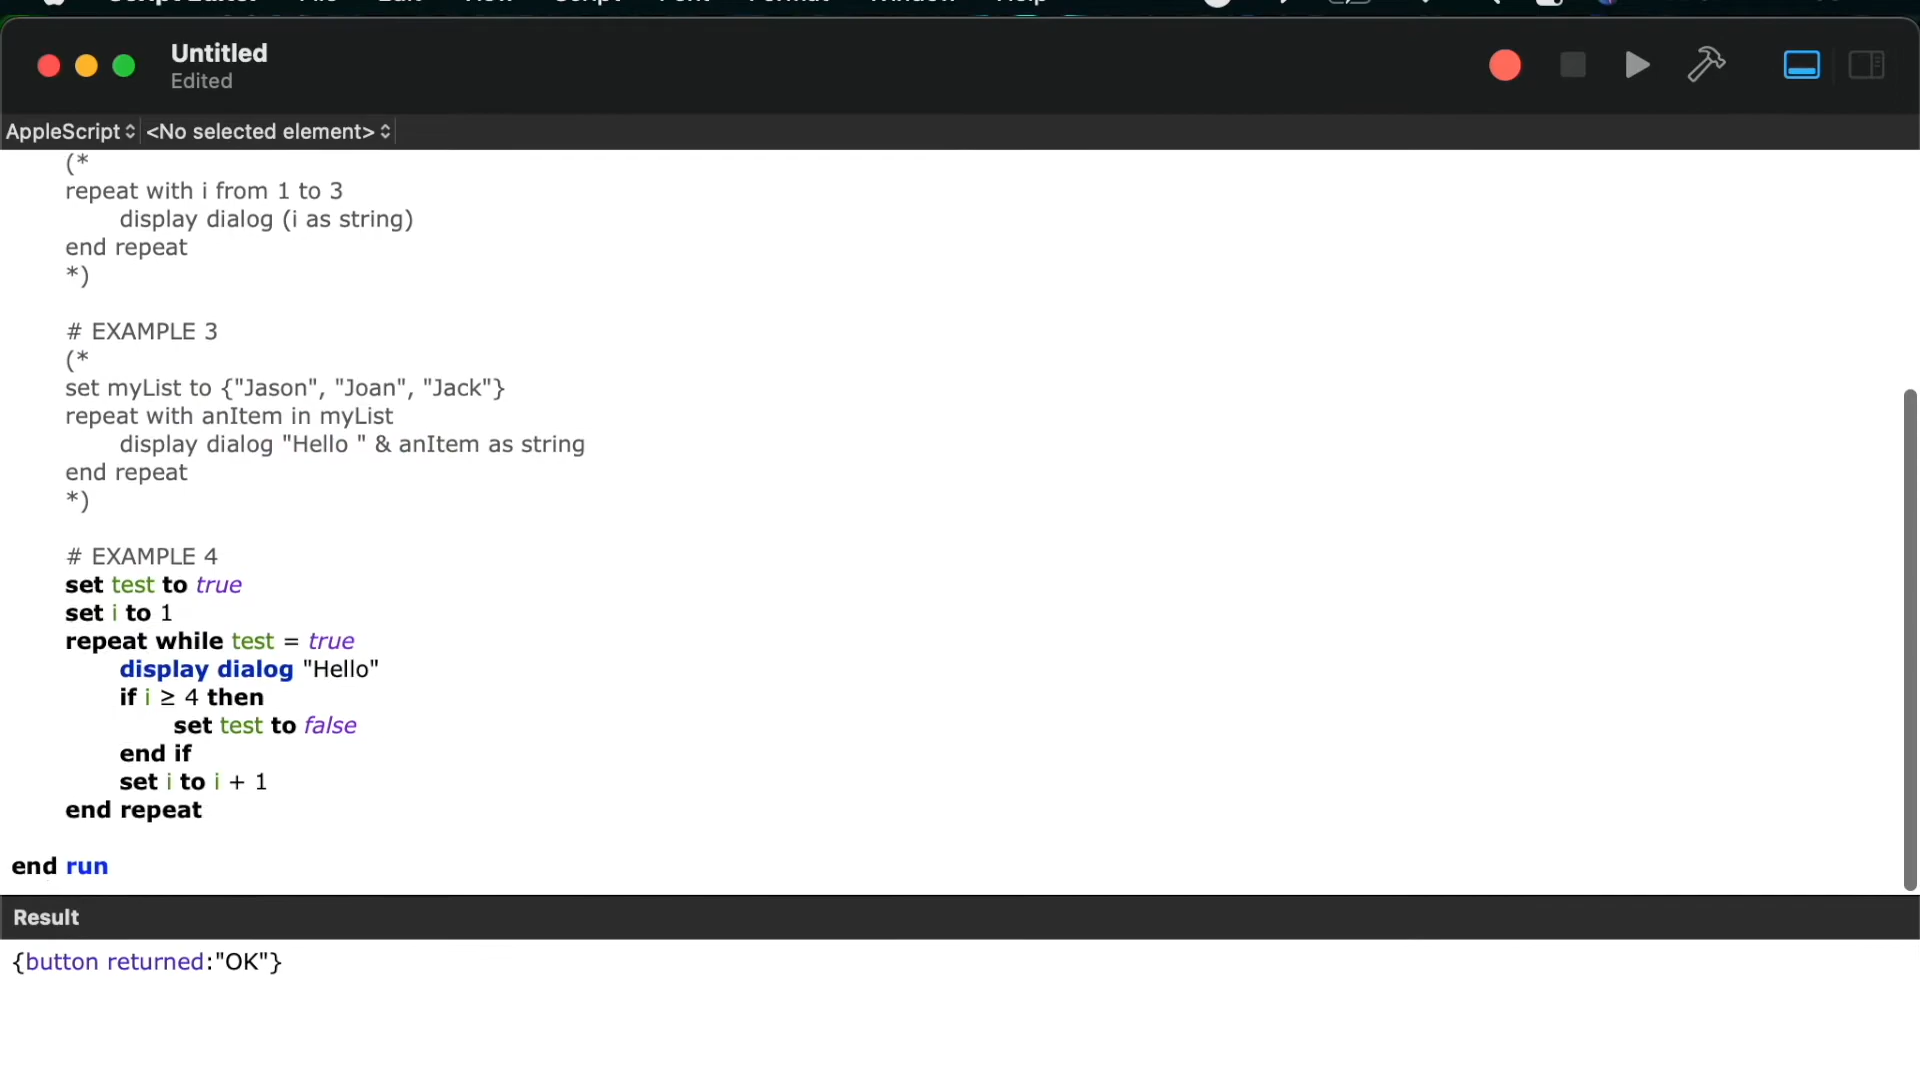 Untitled
Edited
AppleScript <No selected element>
(*
repeat with i from 1 to 3
display dialog (i as string)
end repeat
*)
# EXAMPLE 3
(*
set myList to {"Jason", "Joan", "Jack"}
repeat with anItem in myList
display dialog "Hello " & anItem as string
end repeat
*)
# EXAMPLE 4
set test to true
set i to 1
repeat while test = true
display dialog "Hello"
if i ≥ 4 then
set test to false
end if
set i to i + 1
end repeat
end run
Result
{button returned:"OK"}